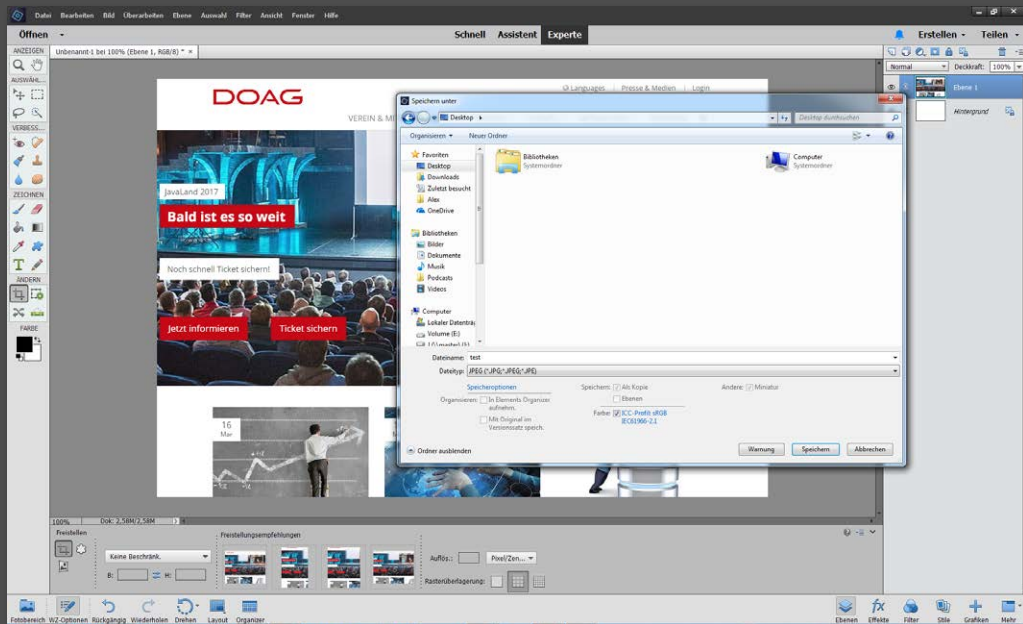 Datei Bearbeiten Bild Überarbeiten Ebene Auswahl Filter Ansicht Fenster Hilfe
Öffnen
Schnell Assistent Experte
Erstellen Teilen
ANZEIGEN
Unbenannt-1 bei 100% (Ebene 1, RGB/8) * ×
Normal Deckkraft: 100%
AUSWÄHL...
Ebene 1
Hintergrund
VERBESS...
ZEICHNEN
ÄNDERN
FARBE
DOAG
Languages Presse & Medien Login
VEREIN & MI
JavaLand 2017
Bald ist es so weit
Noch schnell Ticket sichern!
Jetzt informieren Ticket sichern
16
Mar
Speichern unter
Desktop
Desktop durchsuchen
Organisieren Neuer Ordner
Favoriten
Desktop
Downloads
Zuletzt besucht
Alex
OneDrive
Bibliotheken
Bilder
Dokumente
Musik
Podcasts
Videos
Computer
Lokaler Datenträ
Volume (E:)
Bibliotheken
Systemordner
Computer
Systemordner
Dateiname: test
Dateityp: JPEG (*.JPG;*.JPEG;*.JPE)
Speicheroptionen
Organisieren: In Elements Organizer
aufnehm.
Mit Original im
Versionssatz speich.
Speichern: Als Kopie
Ebenen
Farbe: ICC-Profil: sRGB
IEC61966-2.1
Andere: Miniatur
Ordner ausblenden
Warnung Speichern Abbrechen
100% Dok: 2,58M/2,58M
Freistellen
Freistellungsempfehlungen
Keine Beschränk.
B: H:
Auflös.: Pixel/Zen...
Rasterüberlagerung:
Fotobereich WZ-Optionen Rückgängig Wiederholen Drehen Layout Organizer
Ebenen Effekte Filter Stile Grafiken Mehr